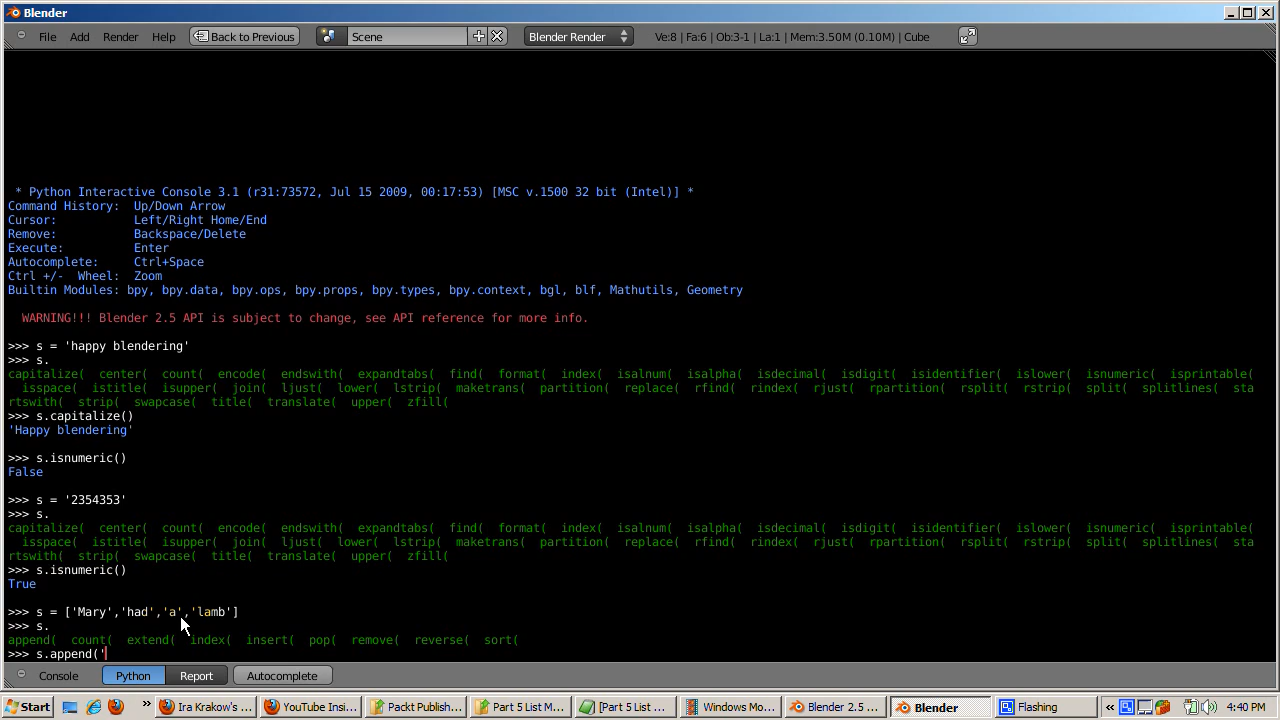 Blender
File Add Render Help Back to Previous Scene Blender Render Ve:8 | Fa:6 | Ob:3-1 | La:1 | Mem:3.50M (0.10M) | Cube
* Python Interactive Console 3.1 (r31:73572, Jul 15 2009, 00:17:53) [MSC v.1500 32 bit (Intel)] *
Command History: Up/Down Arrow
Cursor: Left/Right Home/End
Remove: Backspace/Delete
Execute: Enter
Autocomplete: Ctrl+Space
Ctrl +/- Wheel: Zoom
Builtin Modules: bpy, bpy.data, bpy.ops, bpy.props, bpy.types, bpy.context, bgl, blf, Mathutils, Geometry
WARNING!!! Blender 2.5 API is subject to change, see API reference for more info.
>>> s = 'happy blendering'
>>> s.
capitalize( center( count( encode( endswith( expandtabs( find( format( index( isalnum( isalpha( isdecimal( isdigit( isidentifier( islower( isnumeric( isprintable(
isspace( istitle( isupper( join( ljust( lower( lstrip( maketrans( partition( replace( rfind( rindex( rjust( rpartition( rsplit( rstrip( split( splitlines( sta
rtswith( strip( swapcase( title( translate( upper( zfill(
>>> s.capitalize()
'Happy blendering'
>>> s.isnumeric()
False
>>> s = '2354353'
>>> s.
capitalize( center( count( encode( endswith( expandtabs( find( format( index( isalnum( isalpha( isdecimal( isdigit( isidentifier( islower( isnumeric( isprintable(
isspace( istitle( isupper( join( ljust( lower( lstrip( maketrans( partition( replace( rfind( rindex( rjust( rpartition( rsplit( rstrip( split( splitlines( sta
rtswith( strip( swapcase( title( translate( upper( zfill(
>>> s.isnumeric()
True
>>> s = ['Mary','had','a','lamb']
>>> s.
append( count( extend( index( insert( pop( remove( reverse( sort(
>>> s.append('
Console Python Report Autocomplete
Start Ira Krakow's ... YouTube Insi... Packt Publish... Part 5 List M... [Part 5 List ... Windows Mo... Blender 2.5 ... Blender Flashing 4:40 PM